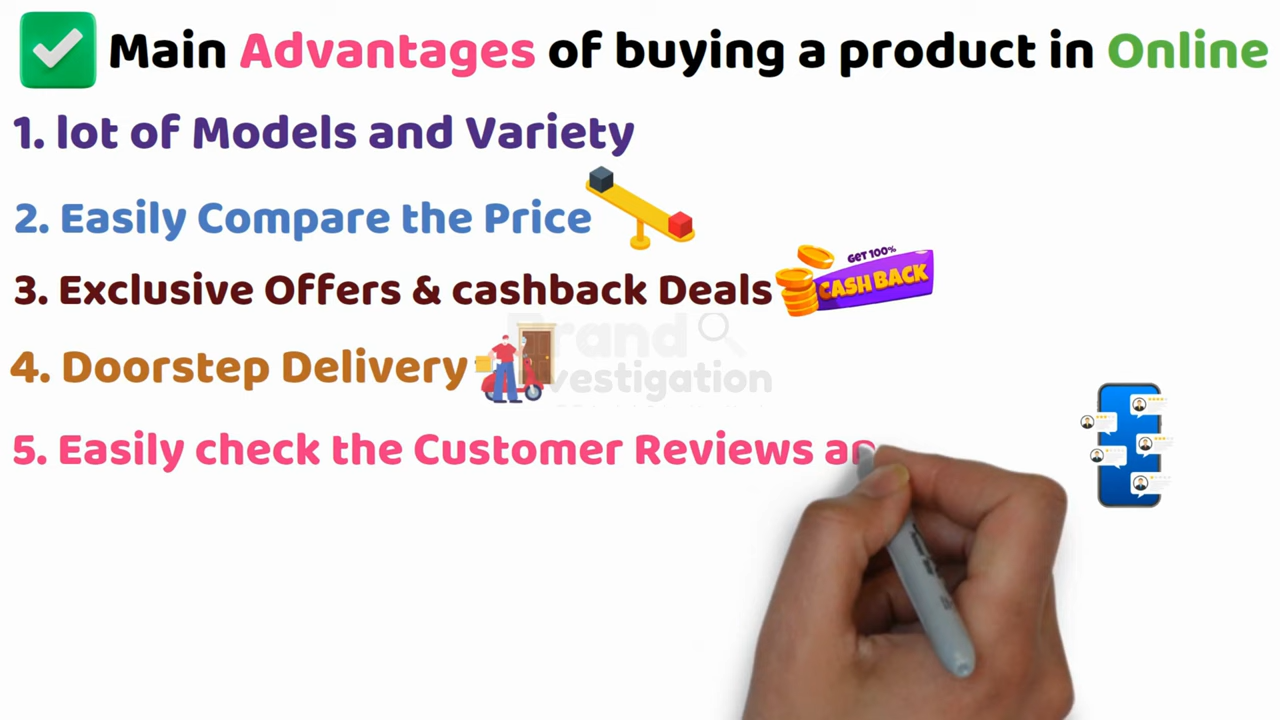 Main Advantages of buying a product in Online
1. lot of Models and Variety
2. Easily Compare the Price
3. Exclusive Offers & cashback Deals
GET 100%
CASH BACK
Brand
4. Doorstep Delivery
5. Easily check the Customer Reviews